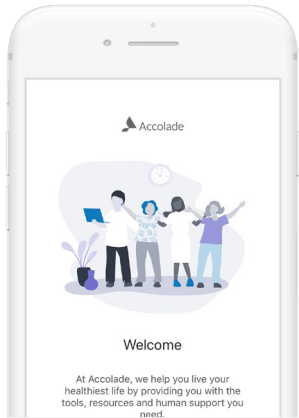 Accolade
Welcome
At Accolade, we help you live your
healthiest life by providing you with the
tools, resources and human support you
need.